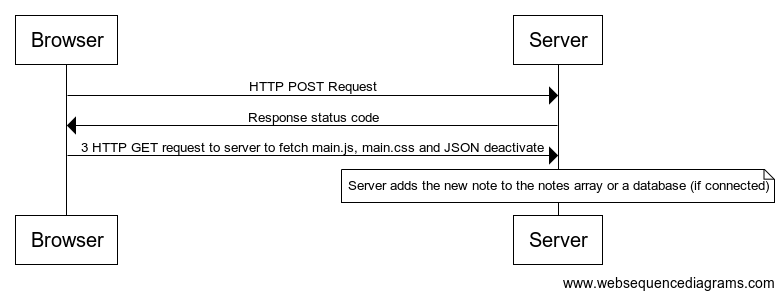 Browser
Server
HTTP POST Request
Response status code
3 HTTP GET request to server to fetch main.js, main.css and JSON deactivate
Server adds the new note to the notes array or a database (if connected)
Browser
Server
www.websequencediagrams.com